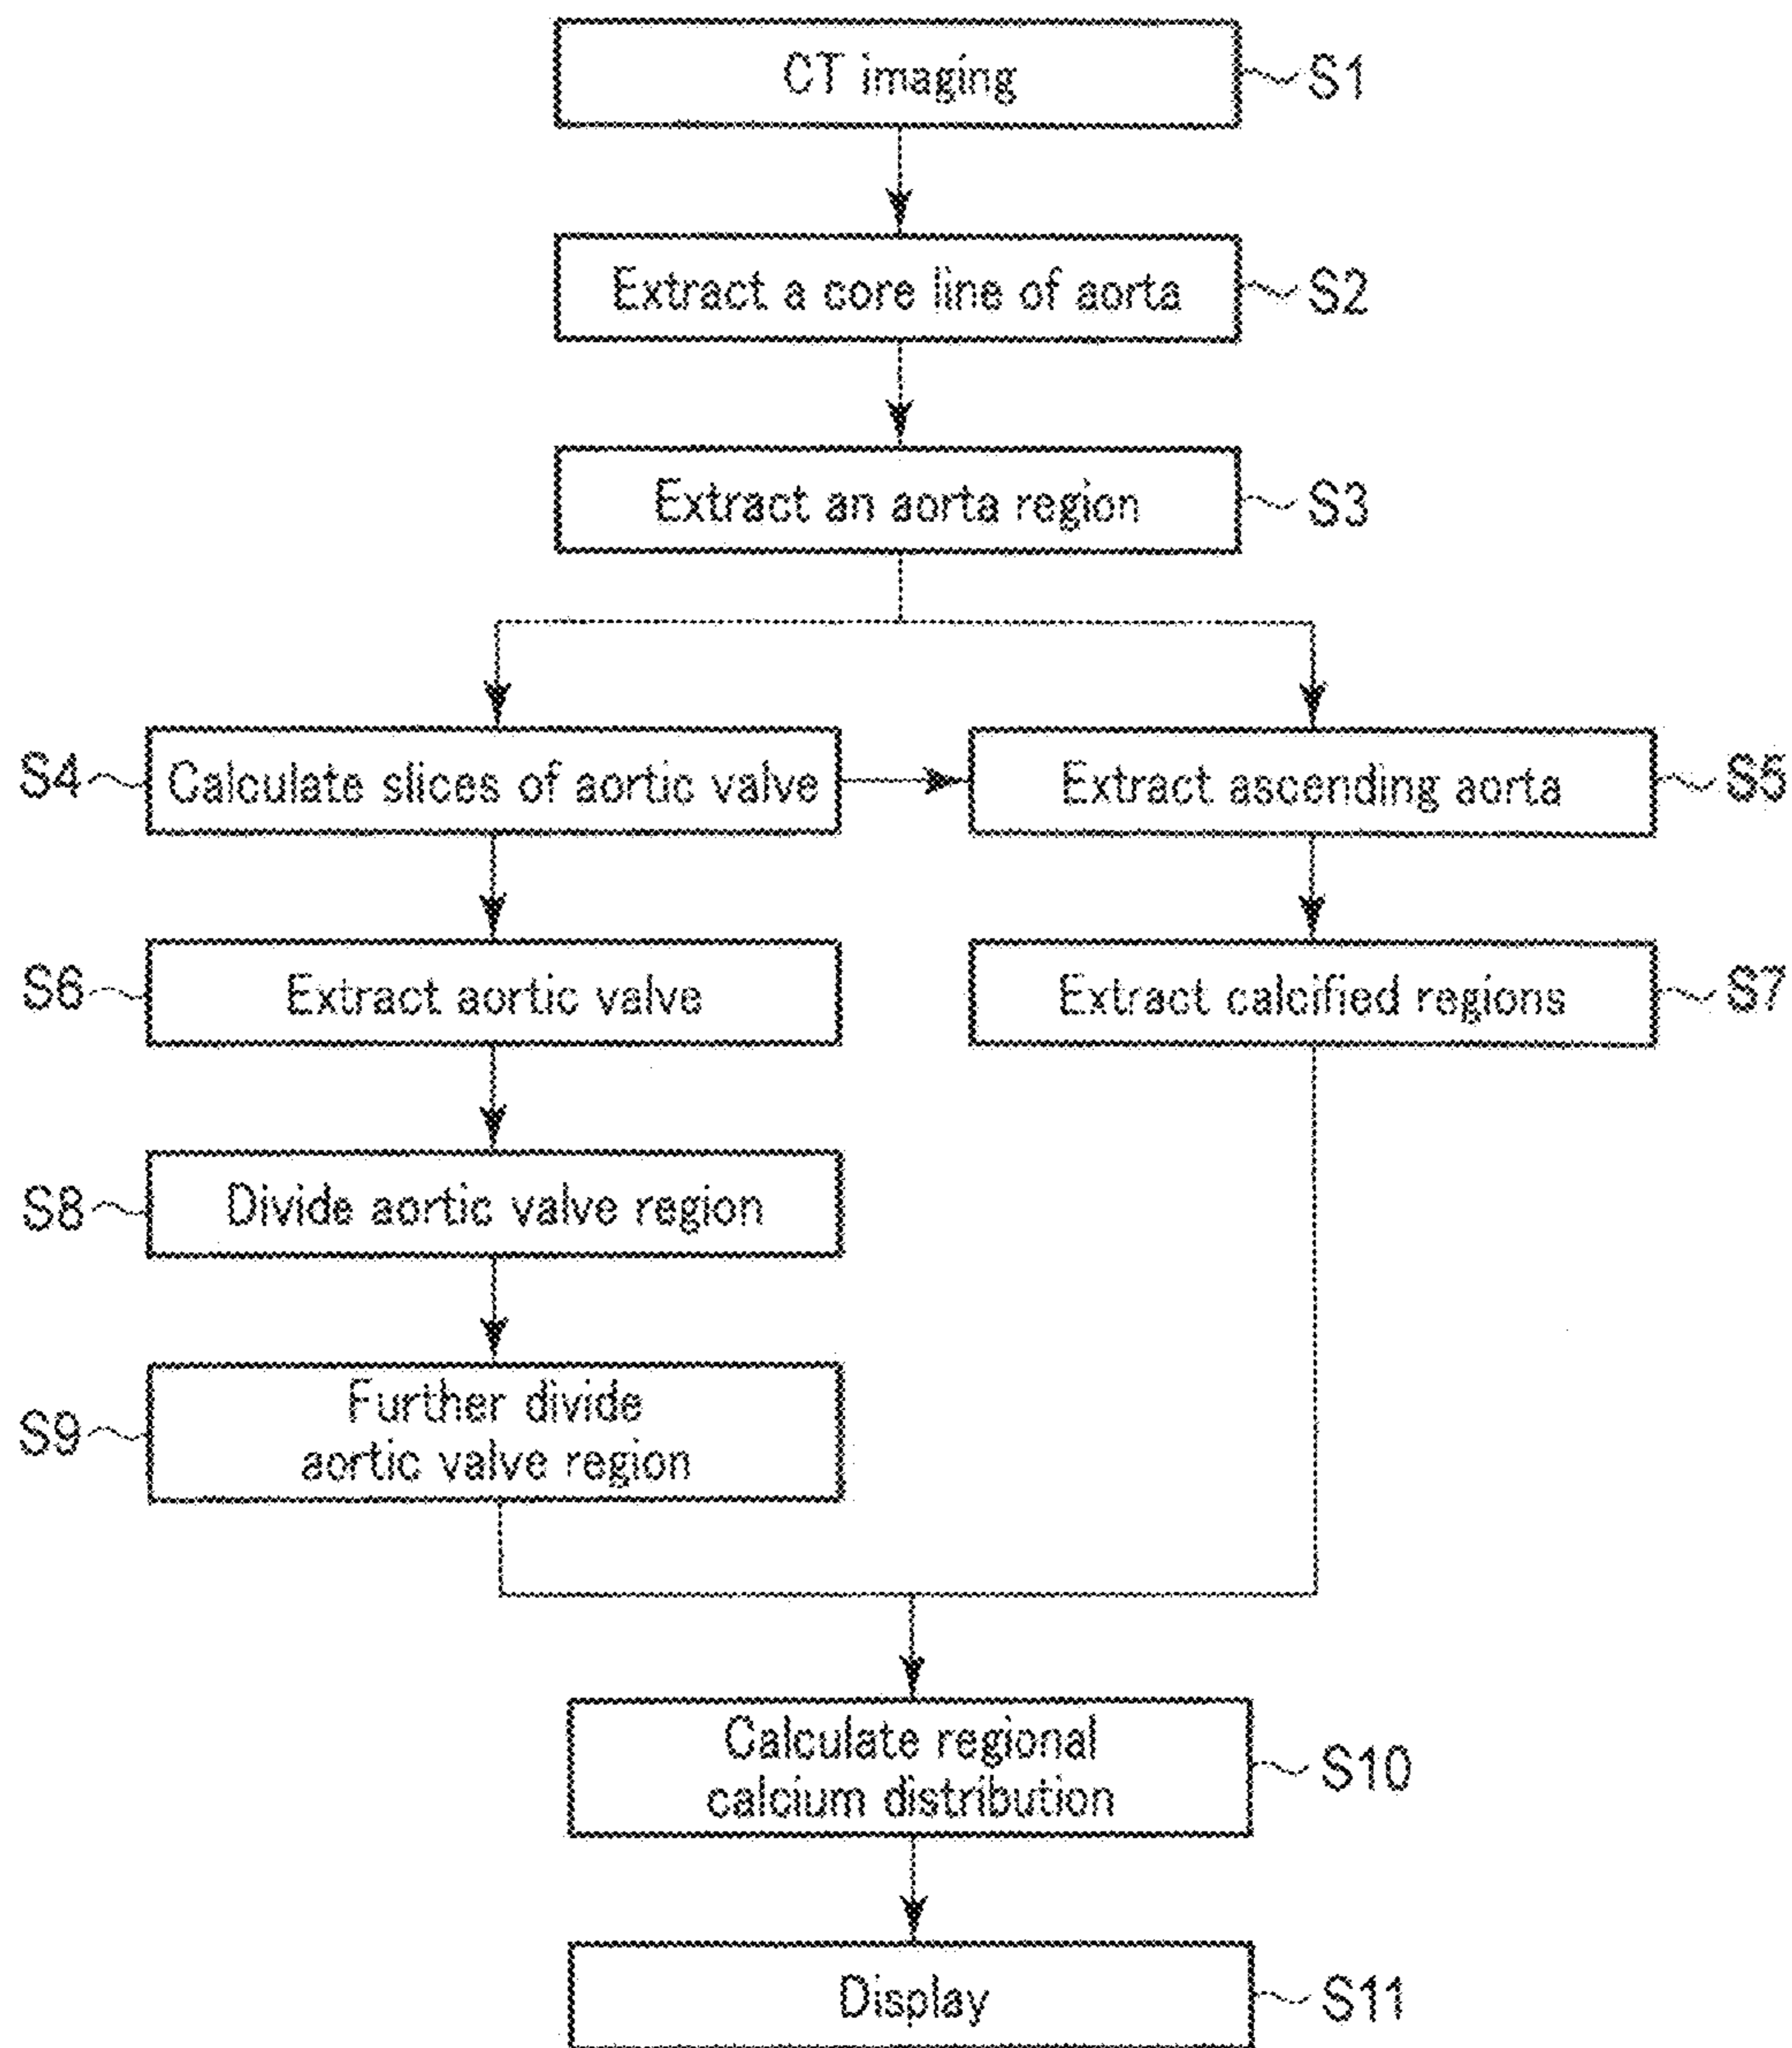 CT imaging
S1
Extract a core line of aorta
S2
Extract an aorta region
S3
S4
Calculate slices of aortic valve
Extract ascending aorta
S5
S6
Extract aortic valve
Extract calcified regions
S7
S8
Divide aortic valve region
S9
Further divide
aortic valve region
Calculate regional
calcium distribution
S10
Display
S11